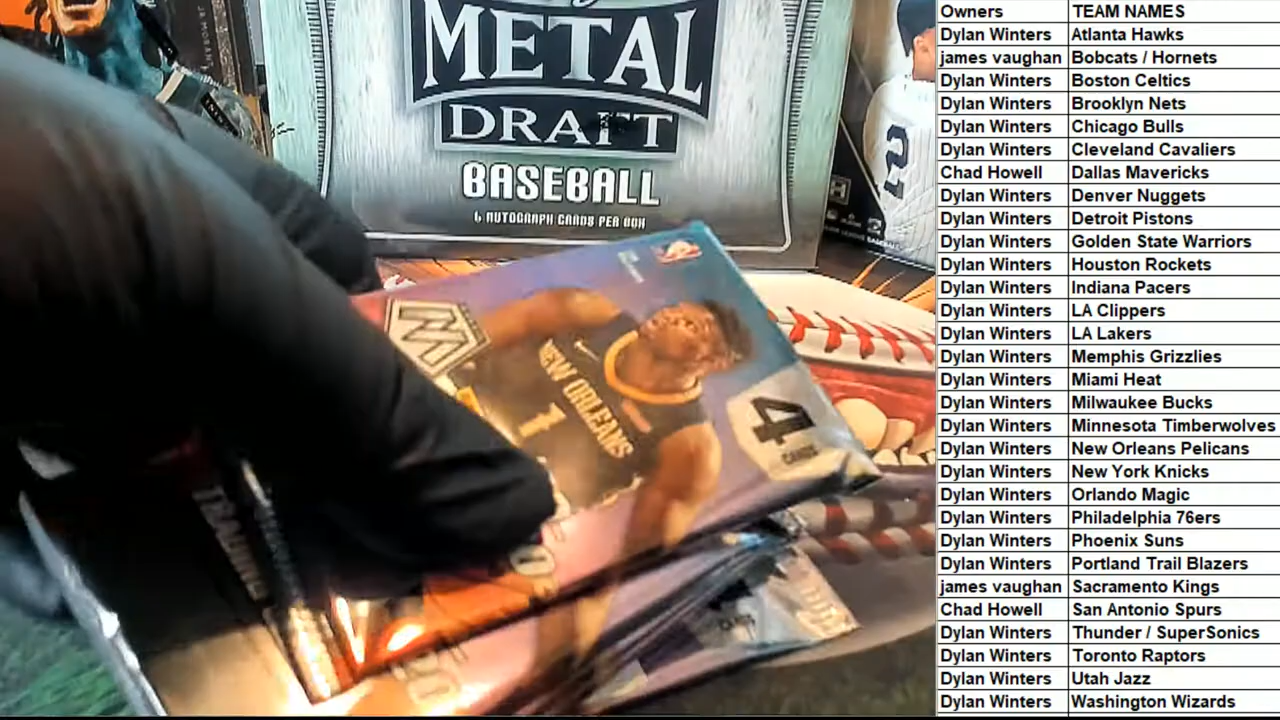 METAL
DRAFT
BASEBALL
6 AUTOGRAPH CARDS PER BOX
2
NEW ORLEANS
1
4
CARDS
Owners TEAM NAMES
Dylan Winters Atlanta Hawks
james vaughan Bobcats / Hornets
Dylan Winters Boston Celtics
Dylan Winters Brooklyn Nets
Dylan Winters Chicago Bulls
Dylan Winters Cleveland Cavaliers
Chad Howell Dallas Mavericks
Dylan Winters Denver Nuggets
Dylan Winters Detroit Pistons
Dylan Winters Golden State Warriors
Dylan Winters Houston Rockets
Dylan Winters Indiana Pacers
Dylan Winters LA Clippers
Dylan Winters LA Lakers
Dylan Winters Memphis Grizzlies
Dylan Winters Miami Heat
Dylan Winters Milwaukee Bucks
Dylan Winters Minnesota Timberwolves
Dylan Winters New Orleans Pelicans
Dylan Winters New York Knicks
Dylan Winters Orlando Magic
Dylan Winters Philadelphia 76ers
Dylan Winters Phoenix Suns
Dylan Winters Portland Trail Blazers
james vaughan Sacramento Kings
Chad Howell San Antonio Spurs
Dylan Winters Thunder / SuperSonics
Dylan Winters Toronto Raptors
Dylan Winters Utah Jazz
Dylan Winters Washington Wizards